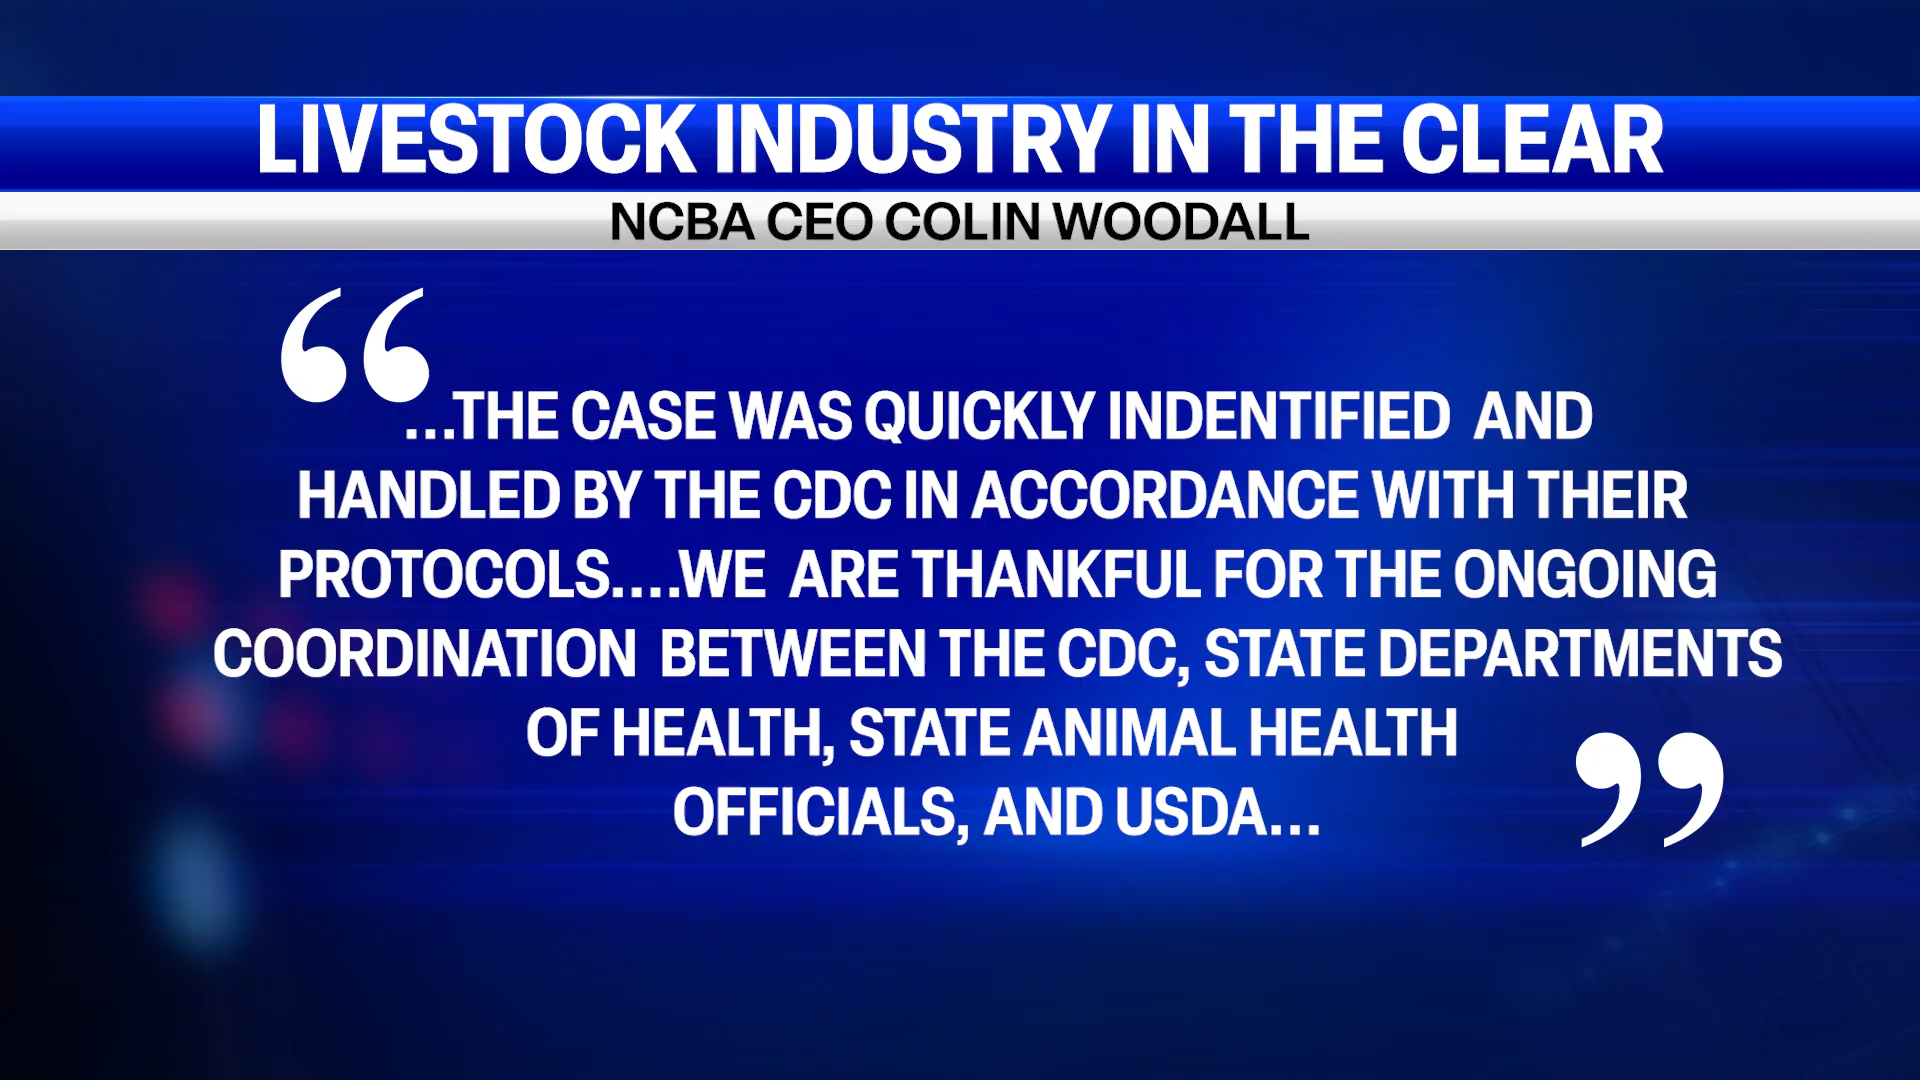 LIVESTOCK INDUSTRY IN THE CLEAR
NCBA CEO COLIN WOODALL
“
...THE CASE WAS QUICKLY INDENTIFIED AND
HANDLED BY THE CDC IN ACCORDANCE WITH THEIR
PROTOCOLS....WE ARE THANKFUL FOR THE ONGOING
COORDINATION BETWEEN THE CDC, STATE DEPARTMENTS
OF HEALTH, STATE ANIMAL HEALTH
OFFICIALS, AND USDA...
”